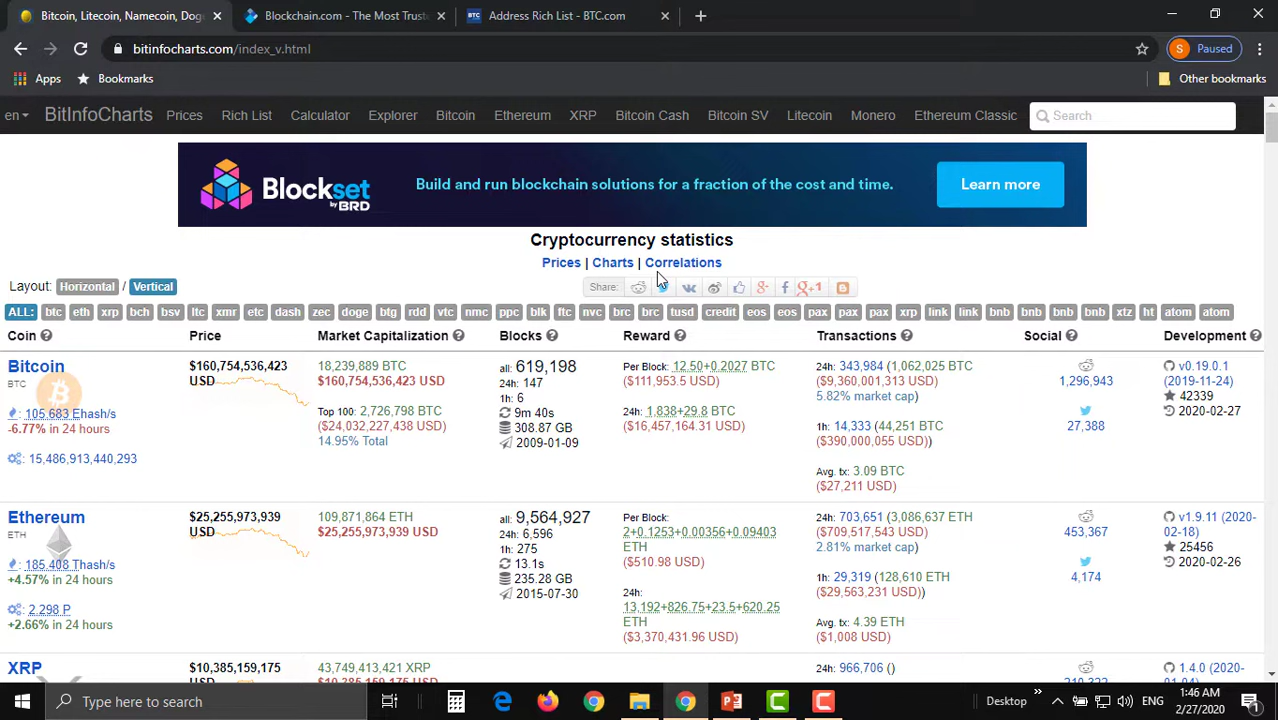 Bitcoin, Litecoin, Namecoin, Dog
Blockchain.com - The Most Trust
Address Rich List - BTC.com
bitinfocharts.com/index_v.html
S Paused
Apps Bookmarks Other bookmarks
en BitInfoCharts Prices Rich List Calculator Explorer Bitcoin Ethereum XRP Bitcoin Cash Bitcoin SV Litecoin Monero Ethereum Classic Search
Blockset by BRD Build and run blockchain solutions for a fraction of the cost and time. Learn more
Cryptocurrency statistics
Prices | Charts | Correlations
Layout: Horizontal / Vertical Share: +1
ALL: btc eth xrp bch bsv ltc xmr etc dash zec doge btg rdd vtc nmc ppc blk ftc nvc brc brc tusd credit eos eos pax pax pax xrp link link bnb bnb bnb xtz ht atom atom
Coin ? Price Market Capitalization ? Blocks ? Reward ? Transactions ? Social ? Development ?
Bitcoin
BTC
105.683 Ehash/s
-6.77% in 24 hours
15,486,913,440,293
$160,754,536,423
USD
18,239,889 BTC
$160,754,536,423 USD
Top 100: 2,726,798 BTC
($24,032,227,438 USD)
14.95% Total
all: 619,198
24h: 147
1h: 6
9m 40s
308.87 GB
2009-01-09
Per Block: 12.50+0.2027 BTC
($111,953.5 USD)
24h: 1,838+29.8 BTC
($16,457,164.31 USD)
24h: 343,984 (1,062,025 BTC
($9,360,001,313 USD)
5.82% market cap)
1h: 14,333 (44,251 BTC
($390,000,055 USD))
Avg. tx: 3.09 BTC
($27,211 USD)
1,296,943
27,388
v0.19.0.1
(2019-11-24)
42339
2020-02-27
Ethereum
ETH
185.408 Thash/s
+4.57% in 24 hours
2.298 P
+2.66% in 24 hours
$25,255,973,939
USD
109,871,864 ETH
$25,255,973,939 USD
all: 9,564,927
24h: 6,596
1h: 275
13.1s
235.28 GB
2015-07-30
Per Block:
2+0.1253+0.00356+0.09403
ETH
($510.98 USD)
24h:
13,192+826.75+23.5+620.25
ETH
($3,370,431.96 USD)
24h: 703,651 (3,086,637 ETH
($709,517,543 USD)
2.81% market cap)
1h: 29,319 (128,610 ETH
($29,563,231 USD))
Avg. tx: 4.39 ETH
($1,008 USD)
453,367
4,174
v1.9.11 (2020-
02-18)
25456
2020-02-26
XRP
$10,385,159,175
43,749,413,421 XRP
24h: 966,706 ()
1.4.0 (2020-
Type here to search
Desktop » ENG
1:46 AM
2/27/2020